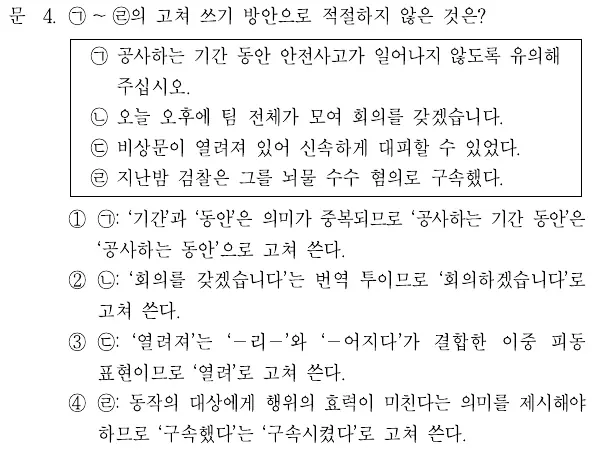 문 4. ㉠ ~ ㉣의 고쳐 쓰기 방안으로 적절하지 않은 것은?
㉠ 공사하는 기간 동안 안전사고가 일어나지 않도록 유의해
주십시오.
㉡ 오늘 오후에 팀 전체가 모여 회의를 갖겠습니다.
㉢ 비상문이 열려져 있어 신속하게 대피할 수 있었다.
㉣ 지난밤 검찰은 그를 뇌물 수수 혐의로 구속했다.
① ㉠: ‘기간’과 ‘동안’은 의미가 중복되므로 ‘공사하는 기간 동안’은
‘공사하는 동안’으로 고쳐 쓴다.
② ㉡: ‘회의를 갖겠습니다’는 번역 투이므로 ‘회의하겠습니다’로
고쳐 쓴다.
③ ㉢: ‘열려져’는 ‘－리－’와 ‘－어지다’가 결합한 이중 피동
표현이므로 ‘열려’로 고쳐 쓴다.
④ ㉣: 동작의 대상에게 행위의 효력이 미친다는 의미를 제시해야
하므로 ‘구속했다’는 ‘구속시켰다’로 고쳐 쓴다.